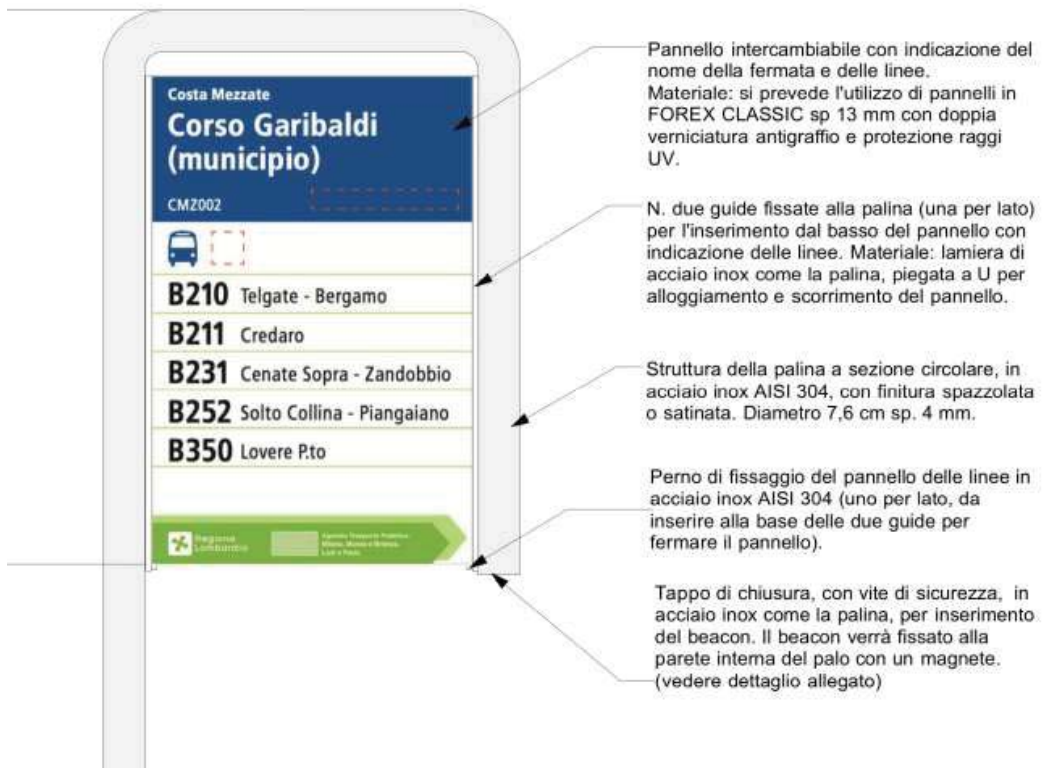 Costa Mezzate
Corso Garibaldi
(municipio)
CMZ002
B210 Telgate - Bergamo
B211 Credaro
B231 Cenate Sopra - Zandobbio
B252 Solto Collina - Piangaiano
B350 Lovere P.to
Regione
Lombardia
Agenzia Trasporto Pubblico
Milano, Monza e Brianza,
Lodi e Pavia
Pannello intercambiabile con indicazione del
nome della fermata e delle linee.
Materiale: si prevede l'utilizzo di pannelli in
FOREX CLASSIC sp 13 mm con doppia
verniciatura antigraffio e protezione raggi
UV.
N. due guide fissate alla palina (una per lato)
per l'inserimento dal basso del pannello con
indicazione delle linee. Materiale: lamiera di
acciaio inox come la palina, piegata a U per
alloggiamento e scorrimento del pannello.
Struttura della palina a sezione circolare, in
acciaio inox AISI 304, con finitura spazzolata
o satinata. Diametro 7,6 cm sp. 4 mm.
Perno di fissaggio del pannello delle linee in
acciaio inox AISI 304 (uno per lato, da
inserire alla base delle due guide per
fermare il pannello).
Tappo di chiusura, con vite di sicurezza, in
acciaio inox come la palina, per inserimento
del beacon. Il beacon verrà fissato alla
parete interna del palo con un magnete.
(vedere dettaglio allegato)